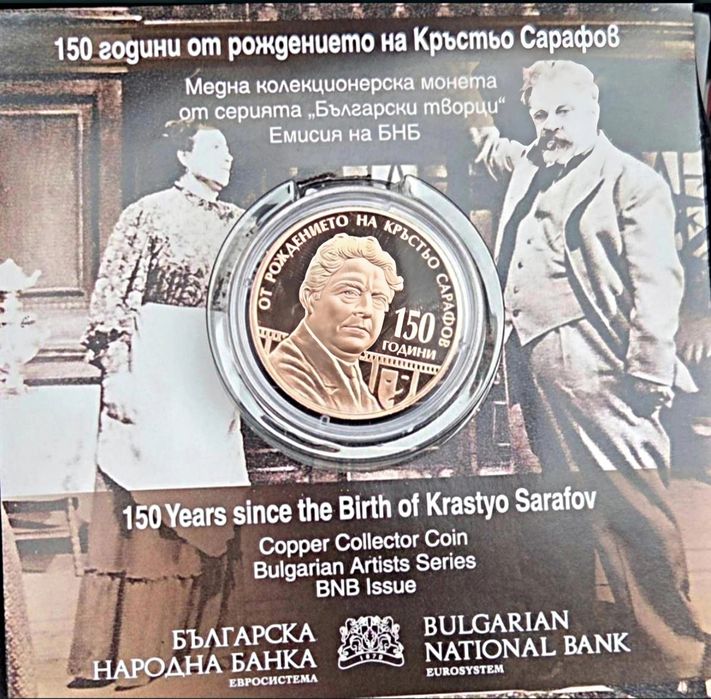 150 години от рождението на Кръстьо Сарафов
Медна колекционерска монета
от серията „Български творци“
Емисия на БНБ
ОТ РОЖДЕНИЕТО НА КРЪСТЬО САРАФОВ
150
ГОДИНИ
150 Years since the Birth of Krastyo Sarafov
Copper Collector Coin
Bulgarian Artists Series
BNB Issue
БЪЛГАРСКА
НАРОДНА БАНКА
ЕВРОСИСТЕМА
1879
BULGARIAN
NATIONAL BANK
EUROSYSTEM